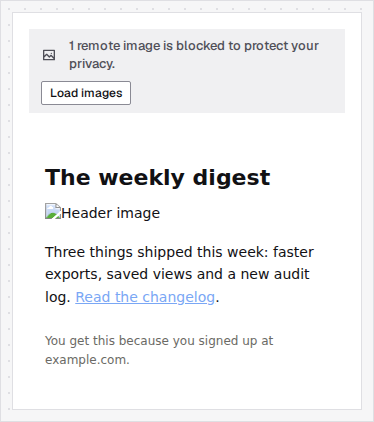 1 remote image is blocked to protect your
privacy.
Load images
The weekly digest
Header image
Three things shipped this week: faster
exports, saved views and a new audit
log. Read the changelog.
You get this because you signed up at
example.com.